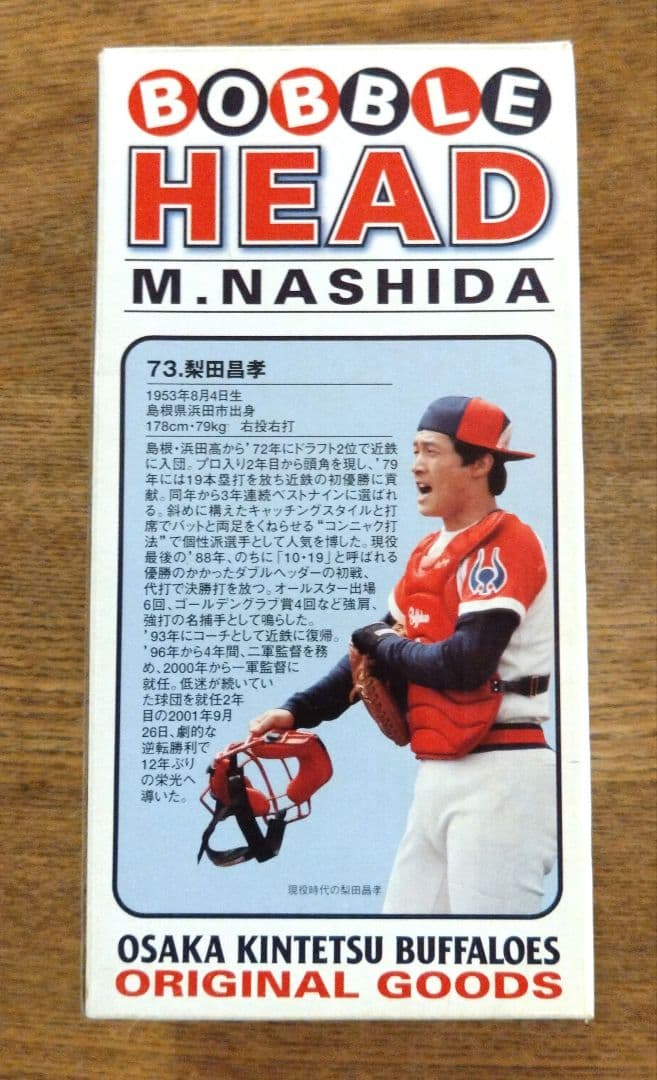 BOBBLE
HEAD
M.NASHIDA
73.梨田昌孝
1953年8月4日生
島根県浜田市出身
178cm・79kg 右投右打
島根・浜田高から'72年にドラフト2位で近鉄
に入団。プロ入り2年目から頭角を現し、'79
年には19本塁打を放ち近鉄の初優勝に貢
献。同年から3年連続ベストナインに選ばれ
る。斜めに構えたキャッチングスタイルと打
席でバットと両足をくねらせる“コンニャク打
法”で個性派選手として人気を博した。現役
最後の'88年、のちに「10・19」と呼ばれる
優勝のかかったダブルヘッダーの初戦、
代打で決勝打を放つ。オールスター出場
6回、ゴールデングラブ賞4回など強肩、
強打の名捕手として鳴らした。
'93年にコーチとして近鉄に復帰。
'96年から4年間、二軍監督を務
め、2000年から一軍監督に
就任。低迷が続いてい
た球団を就任2年
目の2001年9月
26日、劇的な
逆転勝利で
12年ぶり
の栄光へ
導いた。
現役時代の梨田昌孝
OSAKA KINTETSU BUFFALOES
ORIGINAL GOODS